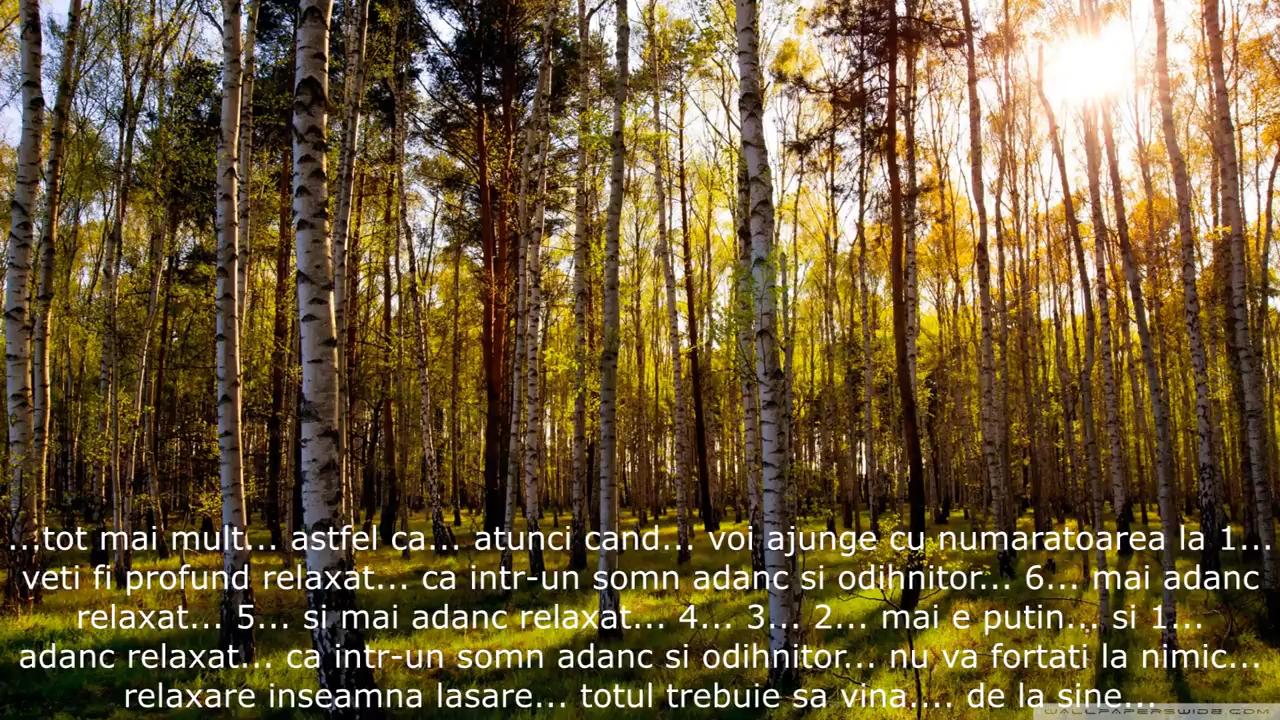 ...tot mai mult... astfel ca... atunci cand... voi ajunge cu numaratoarea la 1...
veti fi profund relaxat... ca intr-un somn adanc si odihnitor... 6... mai adanc
relaxat... 5... si mai adanc relaxat... 4... 3... 2... mai e putin... si 1...
adanc relaxat... ca intr-un somn adanc si odihnitor... nu va fortati la nimic...
relaxare inseamna lasare... totul trebuie sa vina.... de la sine...
WALLPAPERSWIDE.COM